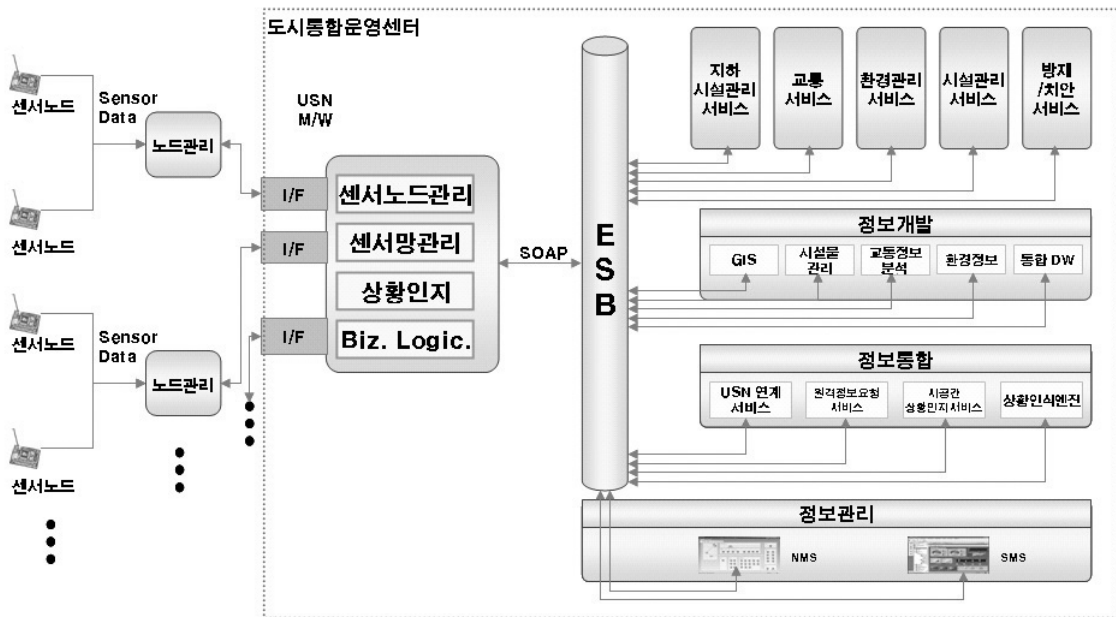 도시통합운영센터
센서노드
Sensor
Data
노드관리
센서노드
센서노드
Sensor
Data
노드관리
센서노드
USN
M/W
I/F
I/F
I/F
센서노드관리
센서망관리
상황인지
Biz. Logic.
SOAP
E
S
B
지하
시설관리
서비스
교통
서비스
환경관리
서비스
시설관리
서비스
방재
/치안
서비스
정보개발
GIS
시설물
관리
교통정보
분석
환경정보
통합 DW
정보통합
USN 연계
서비스
원격정보요청
서비스
시공간
상황인지서비스
상황인식엔진
정보관리
NMS
SMS